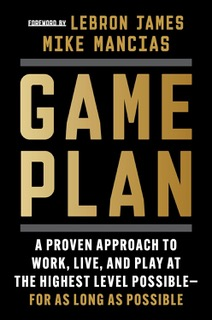 FOREWORD BY LEBRON JAMES
MIKE MANCIAS
GAME
PLAN
A PROVEN APPROACH TO
WORK, LIVE, AND PLAY AT
THE HIGHEST LEVEL POSSIBLE—
FOR AS LONG AS POSSIBLE